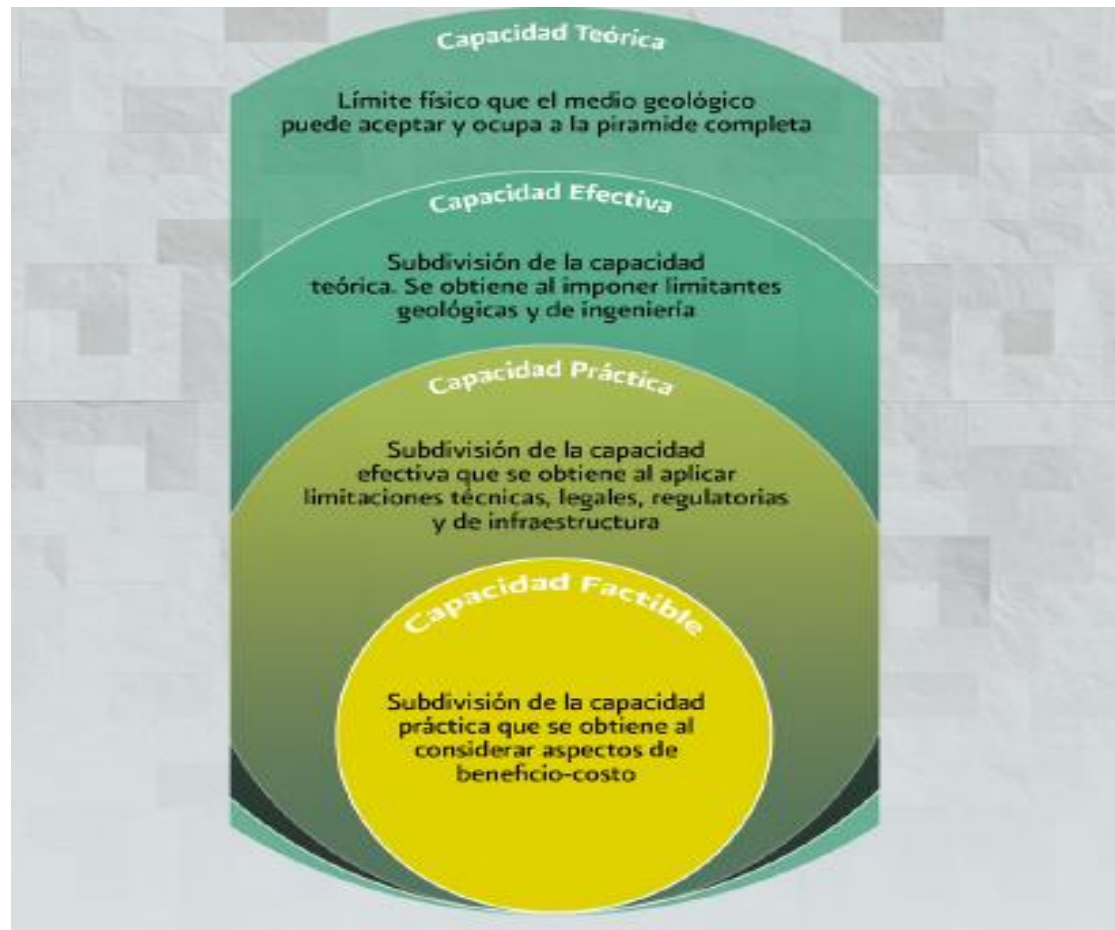 Capacidad Teórica
Límite físico que el medio geológico
puede aceptar y ocupa a la piramide completa
Capacidad Efectiva
Subdivisión de la capacidad
teórica. Se obtiene al imponer limitantes
geológicas y de ingeniería
Capacidad Práctica
Subdivisión de la capacidad
efectiva que se obtiene al aplicar
limitaciones técnicas, legales, regulatorias
y de infraestructura
Capacidad Factible
Subdivisión de la capacidad
práctica que se obtiene al
considerar aspectos de
beneficio-costo